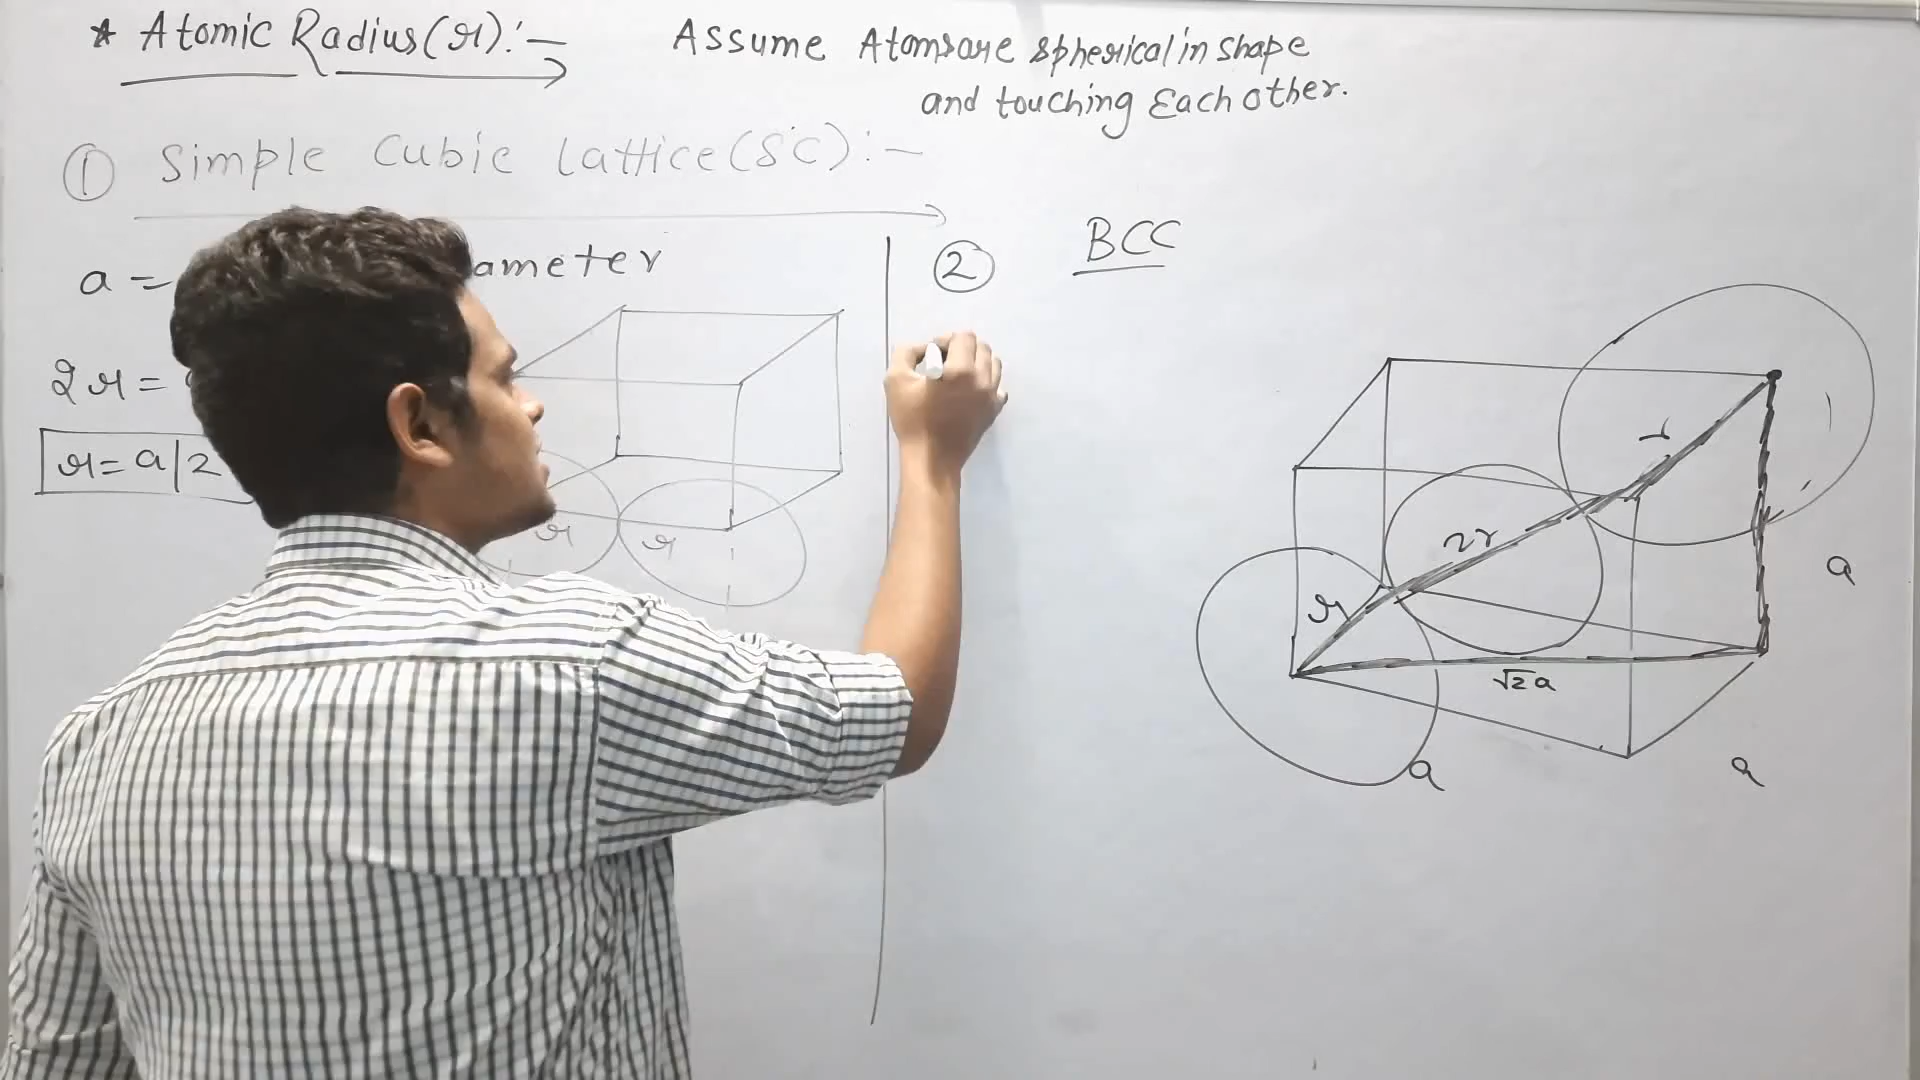 * Atomic Radius(r):-
Assume Atoms are spherical in shape
and touching Each other.
① Simple Cubic Lattice(SC):-
a =
ameter
2r =
r = a/2
r
r
② BCC
r
2r
r
√2a
a
a
a